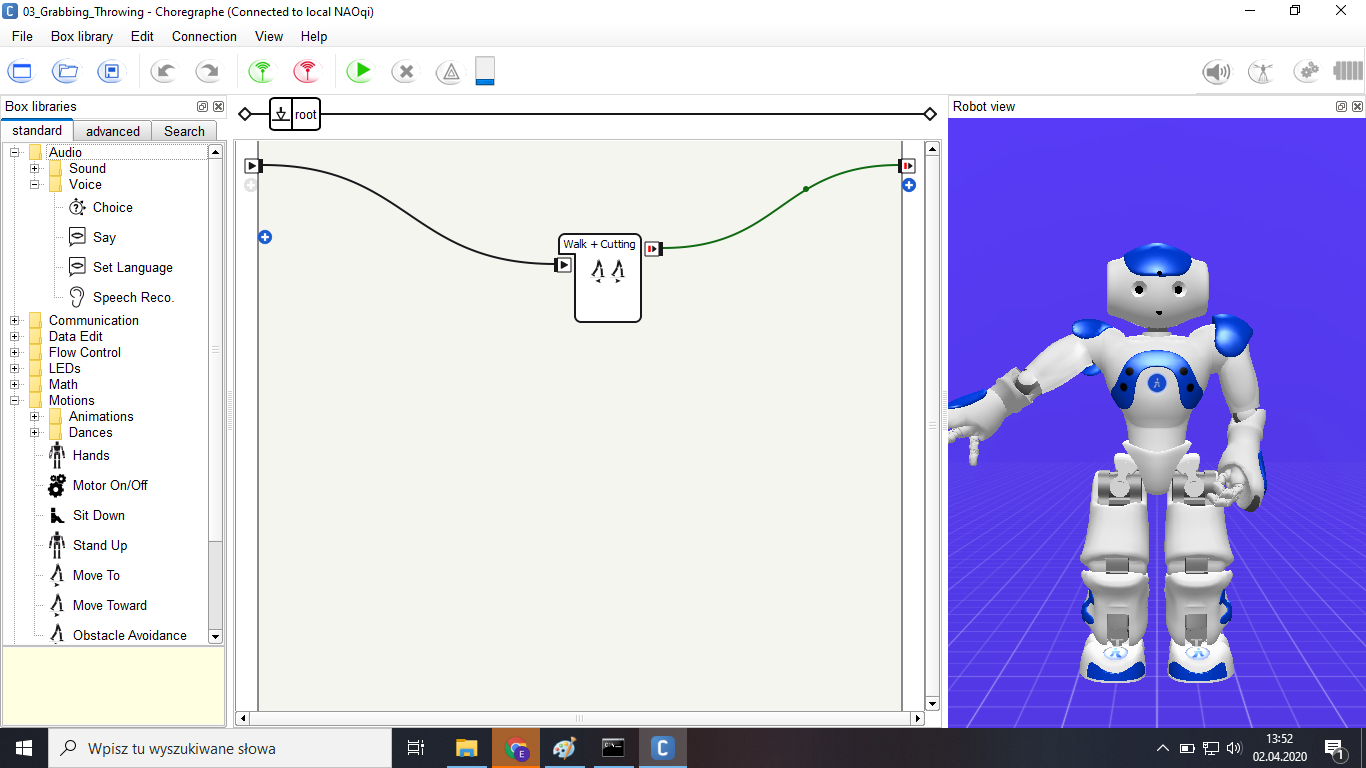 03_Grabbing_Throwing - Choregraphe (Connected to local NAOqi)
File Box library Edit Connection View Help
Box libraries
standard advanced Search
Audio
Sound
Voice
Choice
Say
Set Language
Speech Reco.
Communication
Data Edit
Flow Control
LEDs
Math
Motions
Animations
Dances
Hands
Motor On/Off
Sit Down
Stand Up
Move To
Move Toward
Obstacle Avoidance
root
Walk + Cutting
Robot view
Wpisz tu wyszukiwane słowa
E
C
13:52
02.04.2020
1